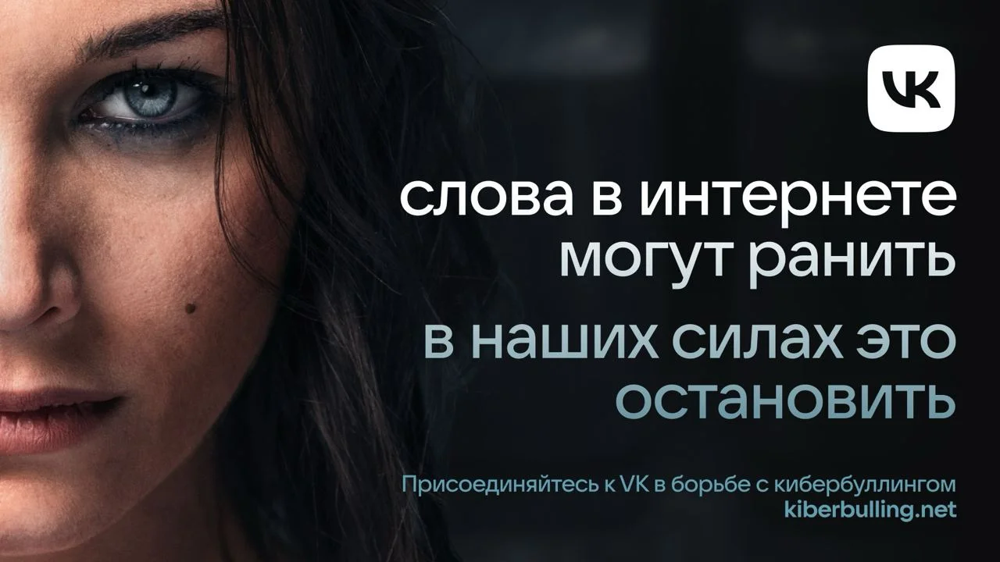 VK
слова в интернете
могут ранить
в наших силах это
остановить
Присоединяйтесь к VK в борьбе с кибербуллингом
kiberbulling.net